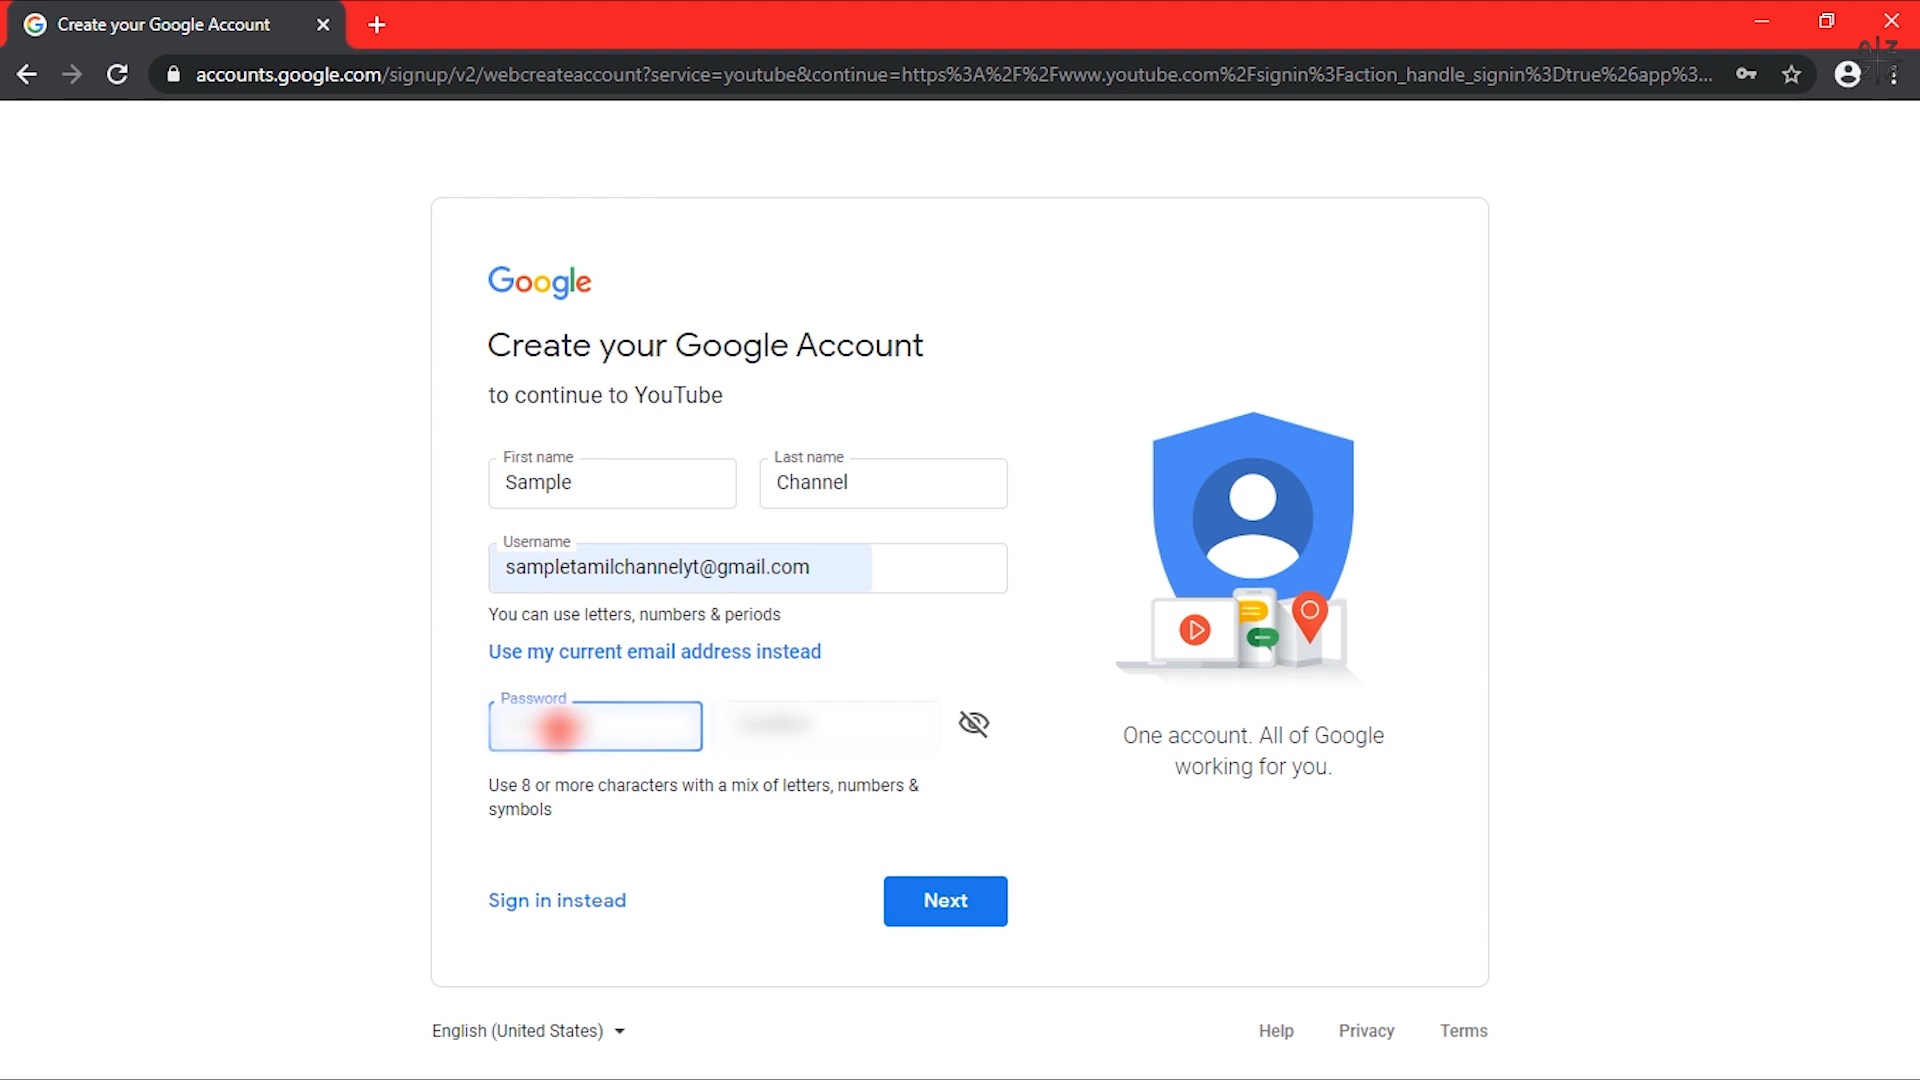 Create your Google Account
accounts.google.com/signup/v2/webcreateaccount?service=youtube&continue=https%3A%2F%2Fwww.youtube.com%2Fsignin%3Faction_handle_signin%3Dtrue%26app%3...
Google
Create your Google Account
to continue to YouTube
First name
Sample
Last name
Channel
Username
sampletamilchannelyt@gmail.com
You can use letters, numbers & periods
Use my current email address instead
Password
Use 8 or more characters with a mix of letters, numbers &
symbols
Sign in instead
Next
One account. All of Google
working for you.
English (United States)
Help
Privacy
Terms